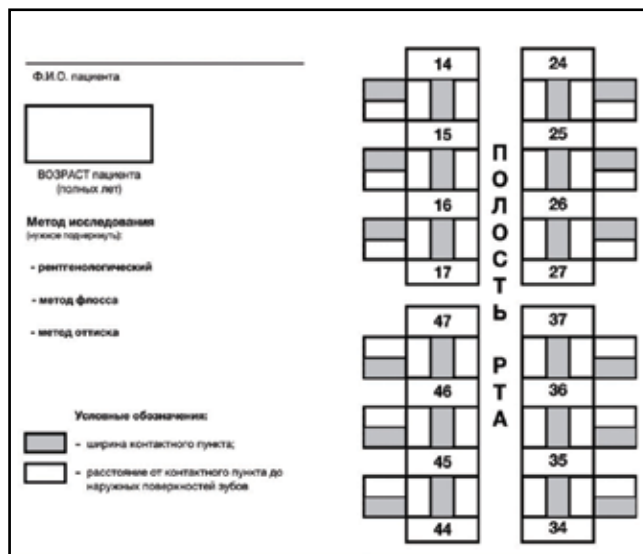 Ф.И.О. пациента
ВОЗРАСТ пациента
(полных лет)
Метод исследования
(нужное подчеркнуть):
- рентгенологический
- метод флосса
- метод оттиска
Условные обозначения:
- ширина контактного пункта;
- расстояние от контактного пункта до
наружных поверхностей зубов
14 24
15 25
16 26
17 27
47 37
46 36
45 35
44 34
ПОЛОСТЬ РТА